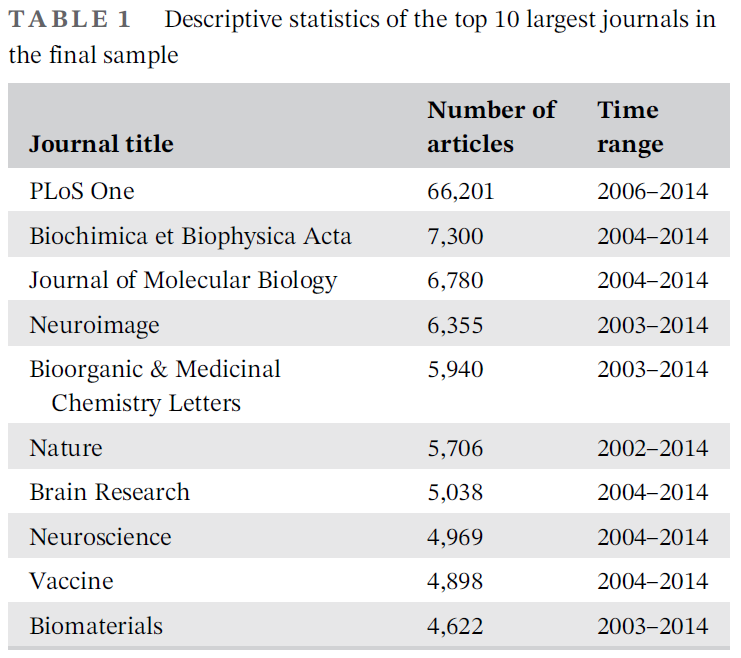 TABLE 1 Descriptive statistics of the top 10 largest journals in
the final sample
Journal title Number of articles Time range
PLoS One 66,201 2006–2014
Biochimica et Biophysica Acta 7,300 2004–2014
Journal of Molecular Biology 6,780 2004–2014
Neuroimage 6,355 2003–2014
Bioorganic & Medicinal 5,940 2003–2014
Chemistry Letters
Nature 5,706 2002–2014
Brain Research 5,038 2004–2014
Neuroscience 4,969 2004–2014
Vaccine 4,898 2004–2014
Biomaterials 4,622 2003–2014